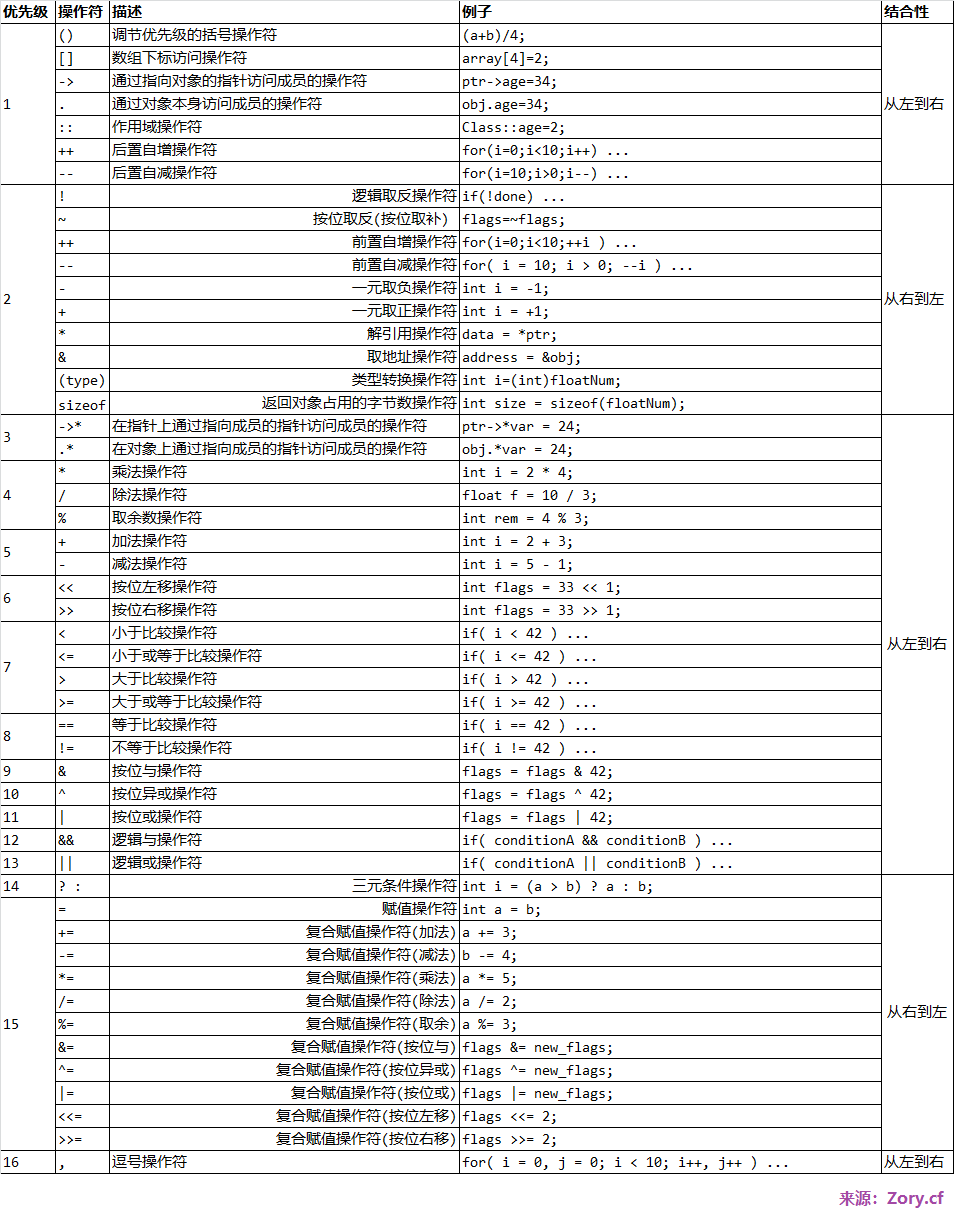 优先级 操作符 描述 例子 结合性
1 从左到右
() 调节优先级的括号操作符 (a+b)/4;
[] 数组下标访问操作符 array[4]=2;
-> 通过指向对象的指针访问成员的操作符 ptr->age=34;
. 通过对象本身访问成员的操作符 obj.age=34;
:: 作用域操作符 Class::age=2;
++ 后置自增操作符 for(i=0;i<10;i++) ...
-- 后置自减操作符 for(i=10;i>0;i--) ...
2 从右到左
! 逻辑取反操作符 if(!done) ...
~ 按位取反(按位取补) flags=~flags;
++ 前置自增操作符 for(i=0;i<10;++i ) ...
-- 前置自减操作符 for( i = 10; i > 0; --i ) ...
- 一元取负操作符 int i = -1;
+ 一元取正操作符 int i = +1;
* 解引用操作符 data = *ptr;
& 取地址操作符 address = &obj;
(type) 类型转换操作符 int i=(int)floatNum;
sizeof 返回对象占用的字节数操作符 int size = sizeof(floatNum);
3 从左到右
->* 在指针上通过指向成员的指针访问成员的操作符 ptr->*var = 24;
.* 在对象上通过指向成员的指针访问成员的操作符 obj.*var = 24;
4
* 乘法操作符 int i = 2 * 4;
/ 除法操作符 float f = 10 / 3;
% 取余数操作符 int rem = 4 % 3;
5
+ 加法操作符 int i = 2 + 3;
- 减法操作符 int i = 5 - 1;
6
<< 按位左移操作符 int flags = 33 << 1;
>> 按位右移操作符 int flags = 33 >> 1;
7
< 小于比较操作符 if( i < 42 ) ...
<= 小于或等于比较操作符 if( i <= 42 ) ...
> 大于比较操作符 if( i > 42 ) ...
>= 大于或等于比较操作符 if( i >= 42 ) ...
8
== 等于比较操作符 if( i == 42 ) ...
!= 不等于比较操作符 if( i != 42 ) ...
9 & 按位与操作符 flags = flags & 42;
10 ^ 按位异或操作符 flags = flags ^ 42;
11 | 按位或操作符 flags = flags | 42;
12 && 逻辑与操作符 if( conditionA && conditionB ) ...
13 || 逻辑或操作符 if( conditionA || conditionB ) ...
14 ? : 三元条件操作符 int i = (a > b) ? a : b;
15 从右到左
= 赋值操作符 int a = b;
+= 复合赋值操作符(加法) a += 3;
-= 复合赋值操作符(减法) b -= 4;
*= 复合赋值操作符(乘法) a *= 5;
/= 复合赋值操作符(除法) a /= 2;
%= 复合赋值操作符(取余) a %= 3;
&= 复合赋值操作符(按位与) flags &= new_flags;
^= 复合赋值操作符(按位异或) flags ^= new_flags;
|= 复合赋值操作符(按位或) flags |= new_flags;
<<= 复合赋值操作符(按位左移) flags <<= 2;
>>= 复合赋值操作符(按位右移) flags >>= 2;
16 , 逗号操作符 for( i = 0, j = 0; i < 10; i++, j++ ) ... 从左到右
来源：Zory.cf